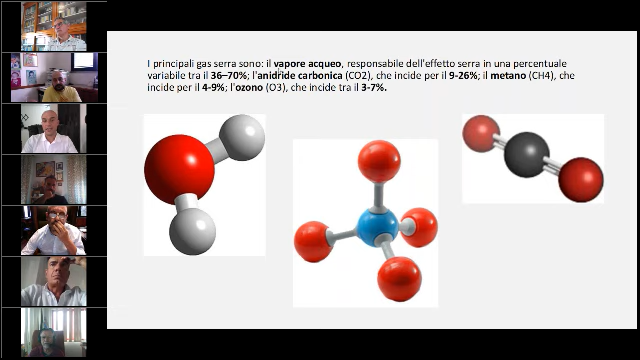 I principali gas serra sono: il vapore acqueo, responsabile dell'effetto serra in una percentuale
variabile tra il 36–70%; l'anidride carbonica (CO2), che incide per il 9-26%; il metano (CH4), che
incide per il 4-9%; l'ozono (O3), che incide tra il 3-7%.